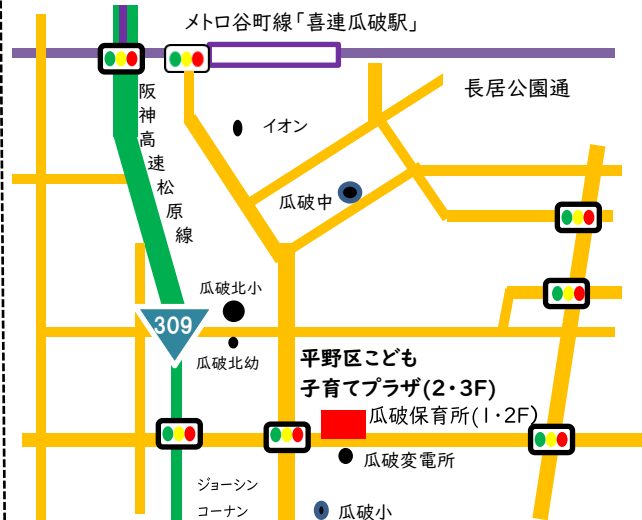 メトロ谷町線「喜連瓜破駅」
長居公園通
阪神高速松原線
イオン
瓜破中
瓜破北小
309
瓜破北幼
平野区こども
子育てプラザ(2・3F)
瓜破保育所(1・2F)
瓜破変電所
ジョーシン
コーナン
瓜破小